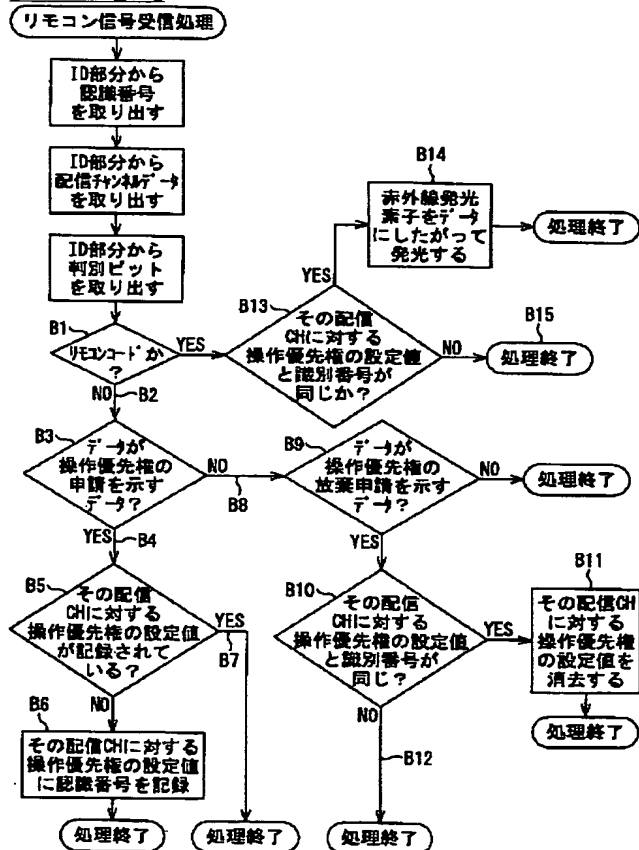 リモコン信号受信処理
ID部分から
認識番号
を取り出す
ID部分から
配信チャンネルデータ
を取り出す
ID部分から
判別ビット
を取り出す
B1
リモコンコードか
?
YES
NO
B2
B13
その配信
CHに対する
操作優先権の設定値
と識別番号が
同じか?
YES
B14
赤外線発光
素子をデータ
にしたがって
発光する
処理終了
NO
B15
処理終了
B3
データが
操作優先権の
申請を示す
データ?
NO
B8
YES
B4
B9
データが
操作優先権の
放棄申請を示す
データ?
NO
処理終了
YES
B5
その配信
CHに対する
操作優先権の設定値
が記録されて
いる?
YES
B7
NO
B6
その配信CHに対する
操作優先権の設定値
に認識番号を記録
処理終了
処理終了
B10
その配信
CHに対する
操作優先権の設定値
と識別番号が
同じ?
YES
B11
その配信CH
に対する
操作優先権
の設定値を
消去する
処理終了
NO
B12
処理終了